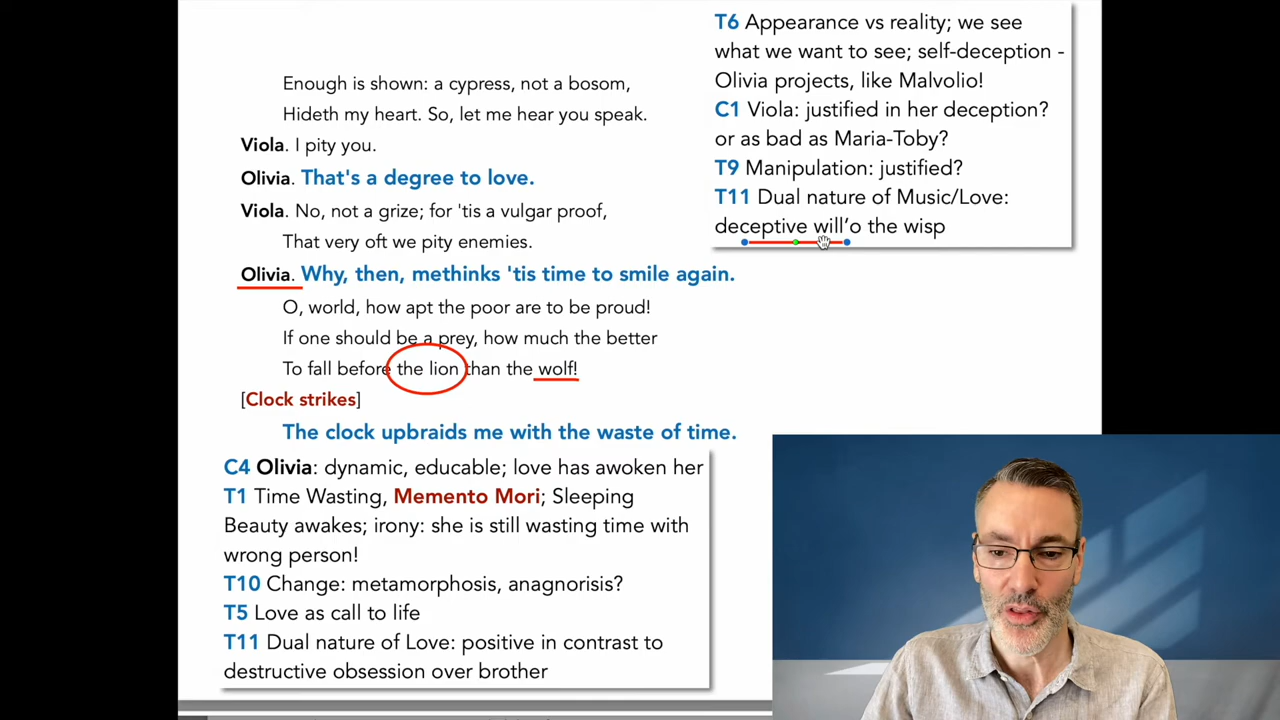 T6 Appearance vs reality; we see
what we want to see; self-deception -
Olivia projects, like Malvolio!
C1 Viola: justified in her deception?
or as bad as Maria-Toby?
T9 Manipulation: justified?
T11 Dual nature of Music/Love:
deceptive will’o the wisp
Enough is shown: a cypress, not a bosom,
Hideth my heart. So, let me hear you speak.
Viola. I pity you.
Olivia. That's a degree to love.
Viola. No, not a grize; for 'tis a vulgar proof,
That very oft we pity enemies.
Olivia. Why, then, methinks 'tis time to smile again.
O, world, how apt the poor are to be proud!
If one should be a prey, how much the better
To fall before the lion than the wolf!
[Clock strikes]
The clock upbraids me with the waste of time.
C4 Olivia: dynamic, educable; love has awoken her
T1 Time Wasting, Memento Mori; Sleeping
Beauty awakes; irony: she is still wasting time with
wrong person!
T10 Change: metamorphosis, anagnorisis?
T5 Love as call to life
T11 Dual nature of Love: positive in contrast to
destructive obsession over brother